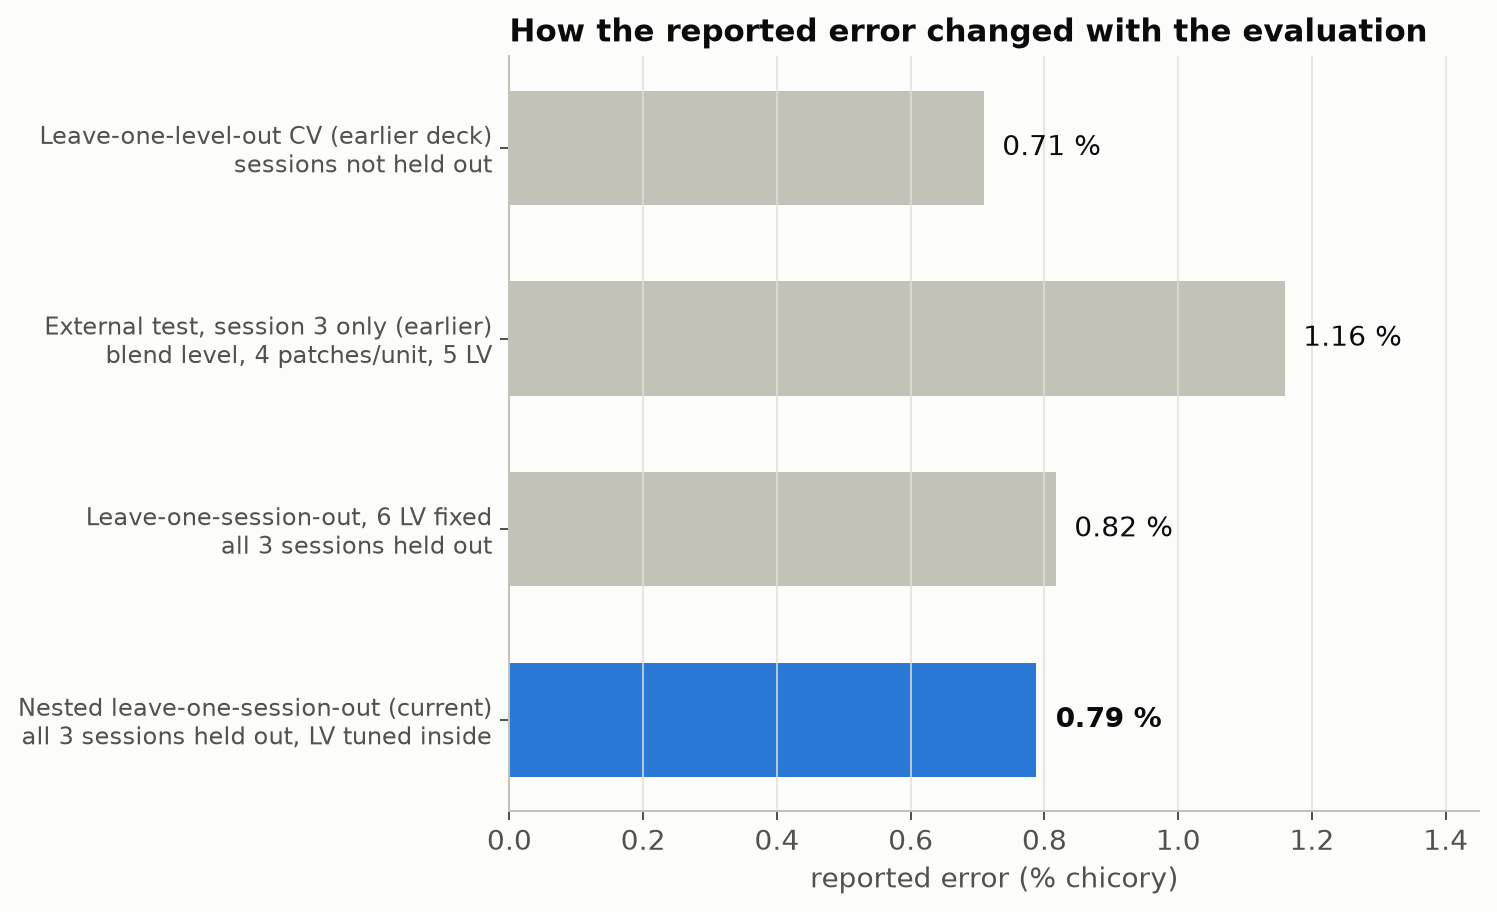 How the reported error changed with the evaluation
Leave-one-level-out CV (earlier deck)
sessions not held out
0.71 %
External test, session 3 only (earlier)
blend level, 4 patches/unit, 5 LV
1.16 %
Leave-one-session-out, 6 LV fixed
all 3 sessions held out
0.82 %
Nested leave-one-session-out (current)
all 3 sessions held out, LV tuned inside
0.79 %
0.0 0.2 0.4 0.6 0.8 1.0 1.2 1.4
reported error (% chicory)